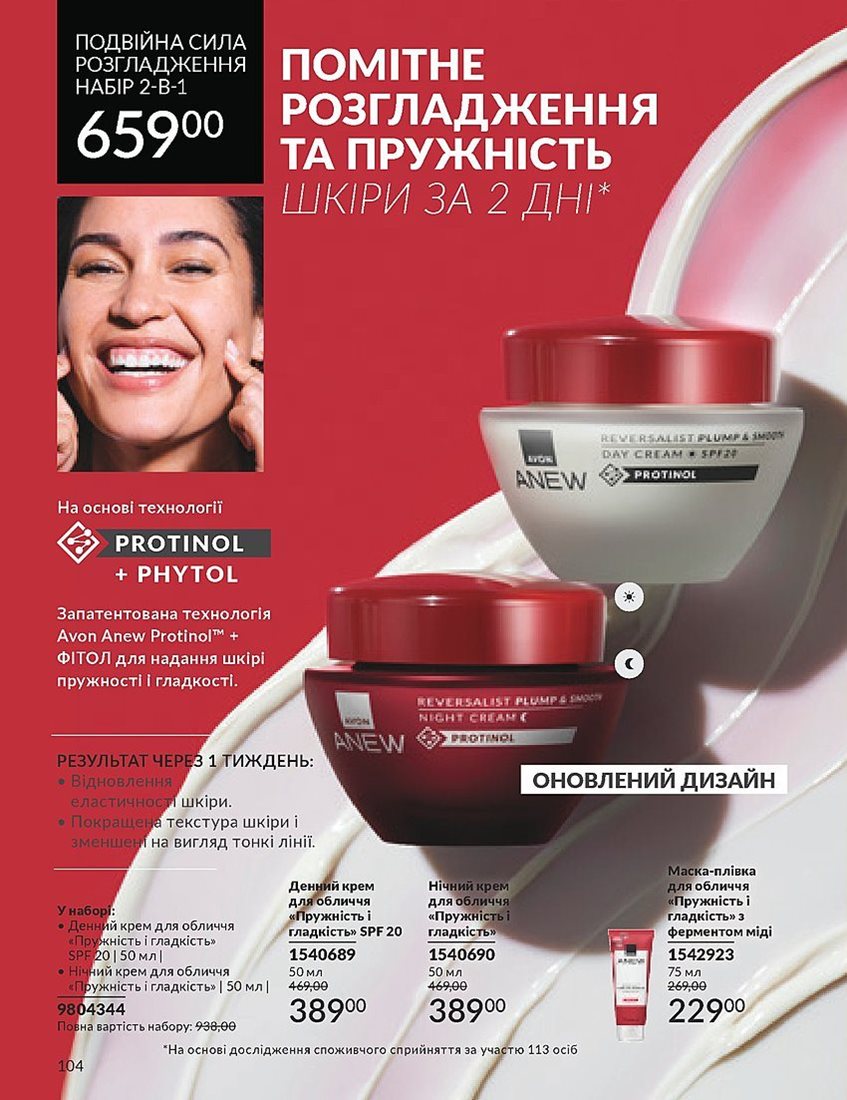 ПОДВІЙНА СИЛА
РОЗГЛАДЖЕННЯ
НАБІР 2-В-1
659⁰⁰
ПОМІТНЕ
РОЗГЛАДЖЕННЯ
ТА ПРУЖНІСТЬ
ШКІРИ ЗА 2 ДНІ*
REVERSALIST PLUMP & SMOOTH
DAY CREAM SPF20
AVON
ANEW
PROTINOL
На основі технології
PROTINOL
+ PHYTOL
Запатентована технологія
Avon Anew Protinol™ +
ФІТОЛ для надання шкірі
пружності і гладкості.
REVERSALIST PLUMP & SMOOTH
NIGHT CREAM
AVON
ANEW
PROTINOL
РЕЗУЛЬТАТ ЧЕРЕЗ 1 ТИЖДЕНЬ:
• Відновлення
еластичності шкіри.
• Покращена текстура шкіри і
зменшені на вигляд тонкі лінії.
ОНОВЛЕНИЙ ДИЗАЙН
У наборі:
• Денний крем для обличчя
«Пружність і гладкість»
SPF 20 | 50 мл |
• Нічний крем для обличчя
«Пружність і гладкість» | 50 мл |
9804344
Повна вартість набору: 938,00
Денний крем
для обличчя
«Пружність і
гладкість» SPF 20
1540689
50 мл
469,00
389⁰⁰
Нічний крем
для обличчя
«Пружність і
гладкість»
1540690
50 мл
469,00
389⁰⁰
Маска-плівка
для обличчя
«Пружність і
гладкість» з
ферментом міді
1542923
75 мл
269,00
229⁰⁰
ANEW
*На основі дослідження споживчого сприйняття за участю 113 осіб
104